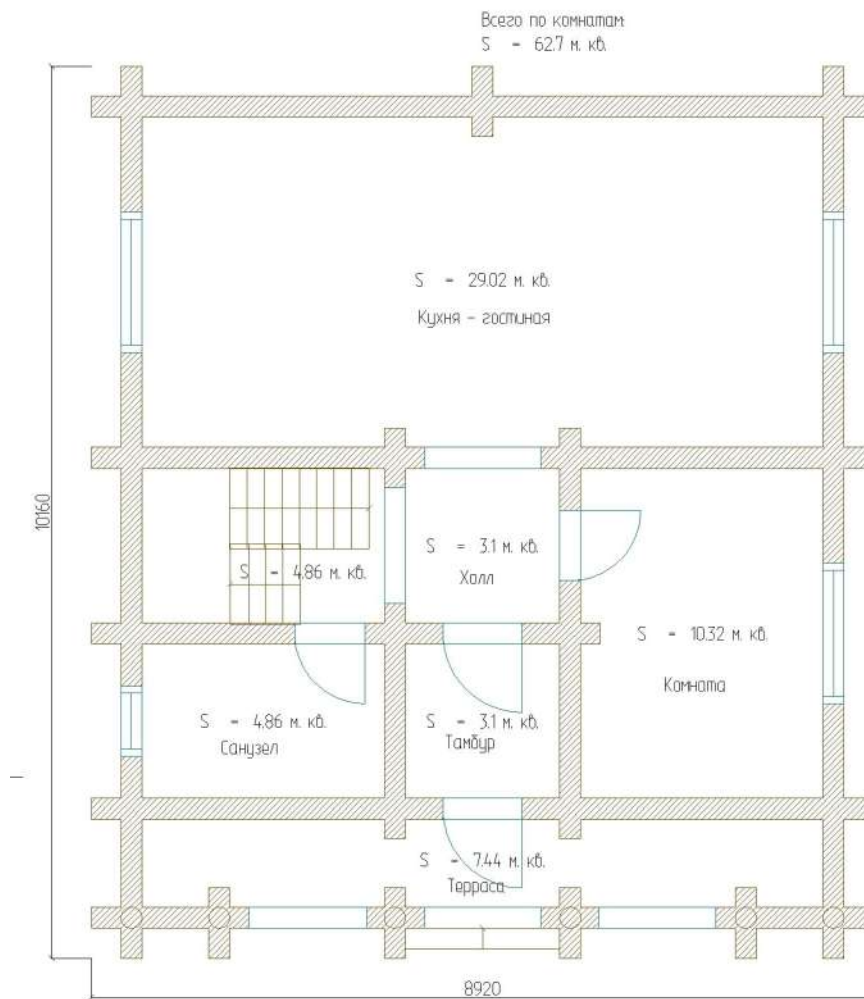 Всего по комнатам:
S = 62.7 м. кв.
S = 29.02 м. кв.
Кухня - гостиная
10160
S = 4.86 м. кв.
S = 3.1 м. кв.
Холл
S = 10.32 м. кв.
Комната
S = 4.86 м. кв.
Санузел
S = 3.1 м. кв.
Тамбур
S = 7.44 м. кв.
Терраса
8920